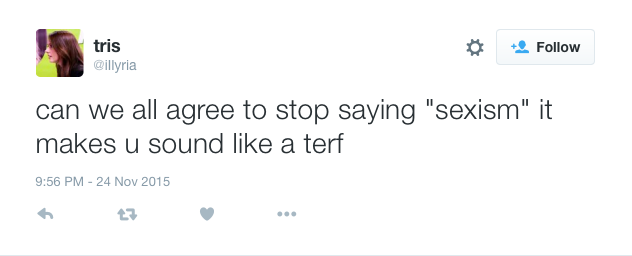 tris
@illyria
Follow
can we all agree to stop saying "sexism" it
makes u sound like a terf
9:56 PM - 24 Nov 2015